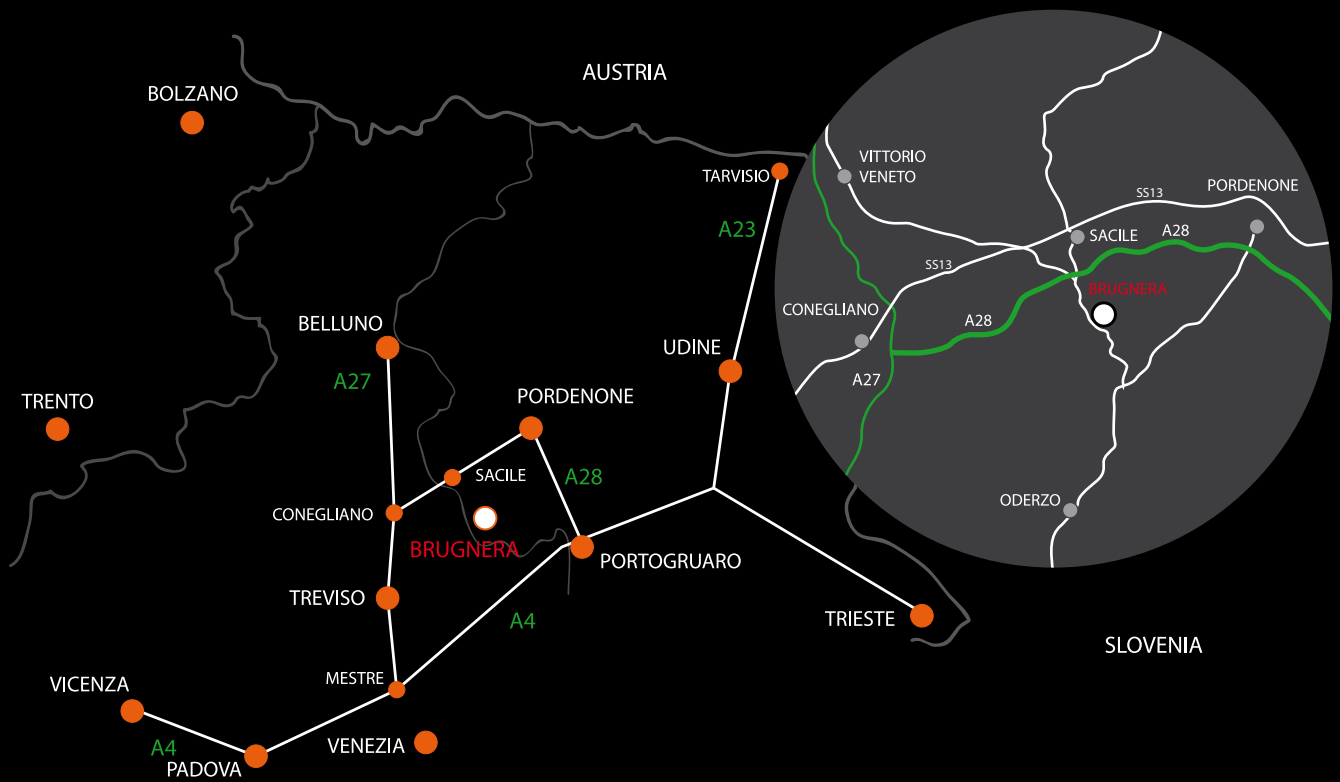 AUSTRIA
BOLZANO
TARVISIO
A23
BELLUNO
A27
UDINE
TRENTO
PORDENONE
SACILE
A28
CONEGLIANO
BRUGNERA
PORTOGRUARO
TREVISO
A4
TRIESTE
SLOVENIA
MESTRE
VICENZA
A4
PADOVA
VENEZIA
VITTORIO
VENETO
SS13
PORDENONE
SACILE
A28
SS13
BRUGNERA
CONEGLIANO
A28
A27
ODERZO